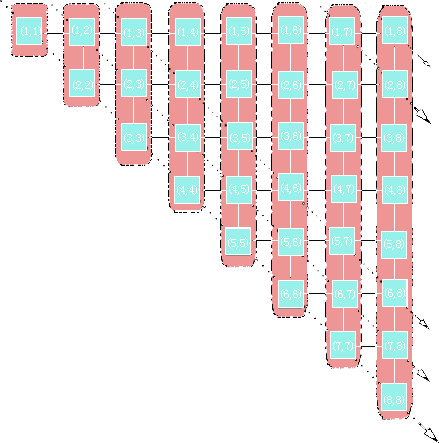 (1,1) (1,2) (1,3) (1,4) (1,5) (1,6) (1,7) (1,8)
(2,2) (2,3) (2,4) (2,5) (2,6) (2,7) (2,8)
(3,3) (3,4) (3,5) (3,6) (3,7) (3,8)
(4,4) (4,5) (4,6) (4,7) (4,8)
(5,5) (5,6) (5,7) (5,8)
(6,6) (6,7) (6,8)
(7,7) (7,8)
(8,8)